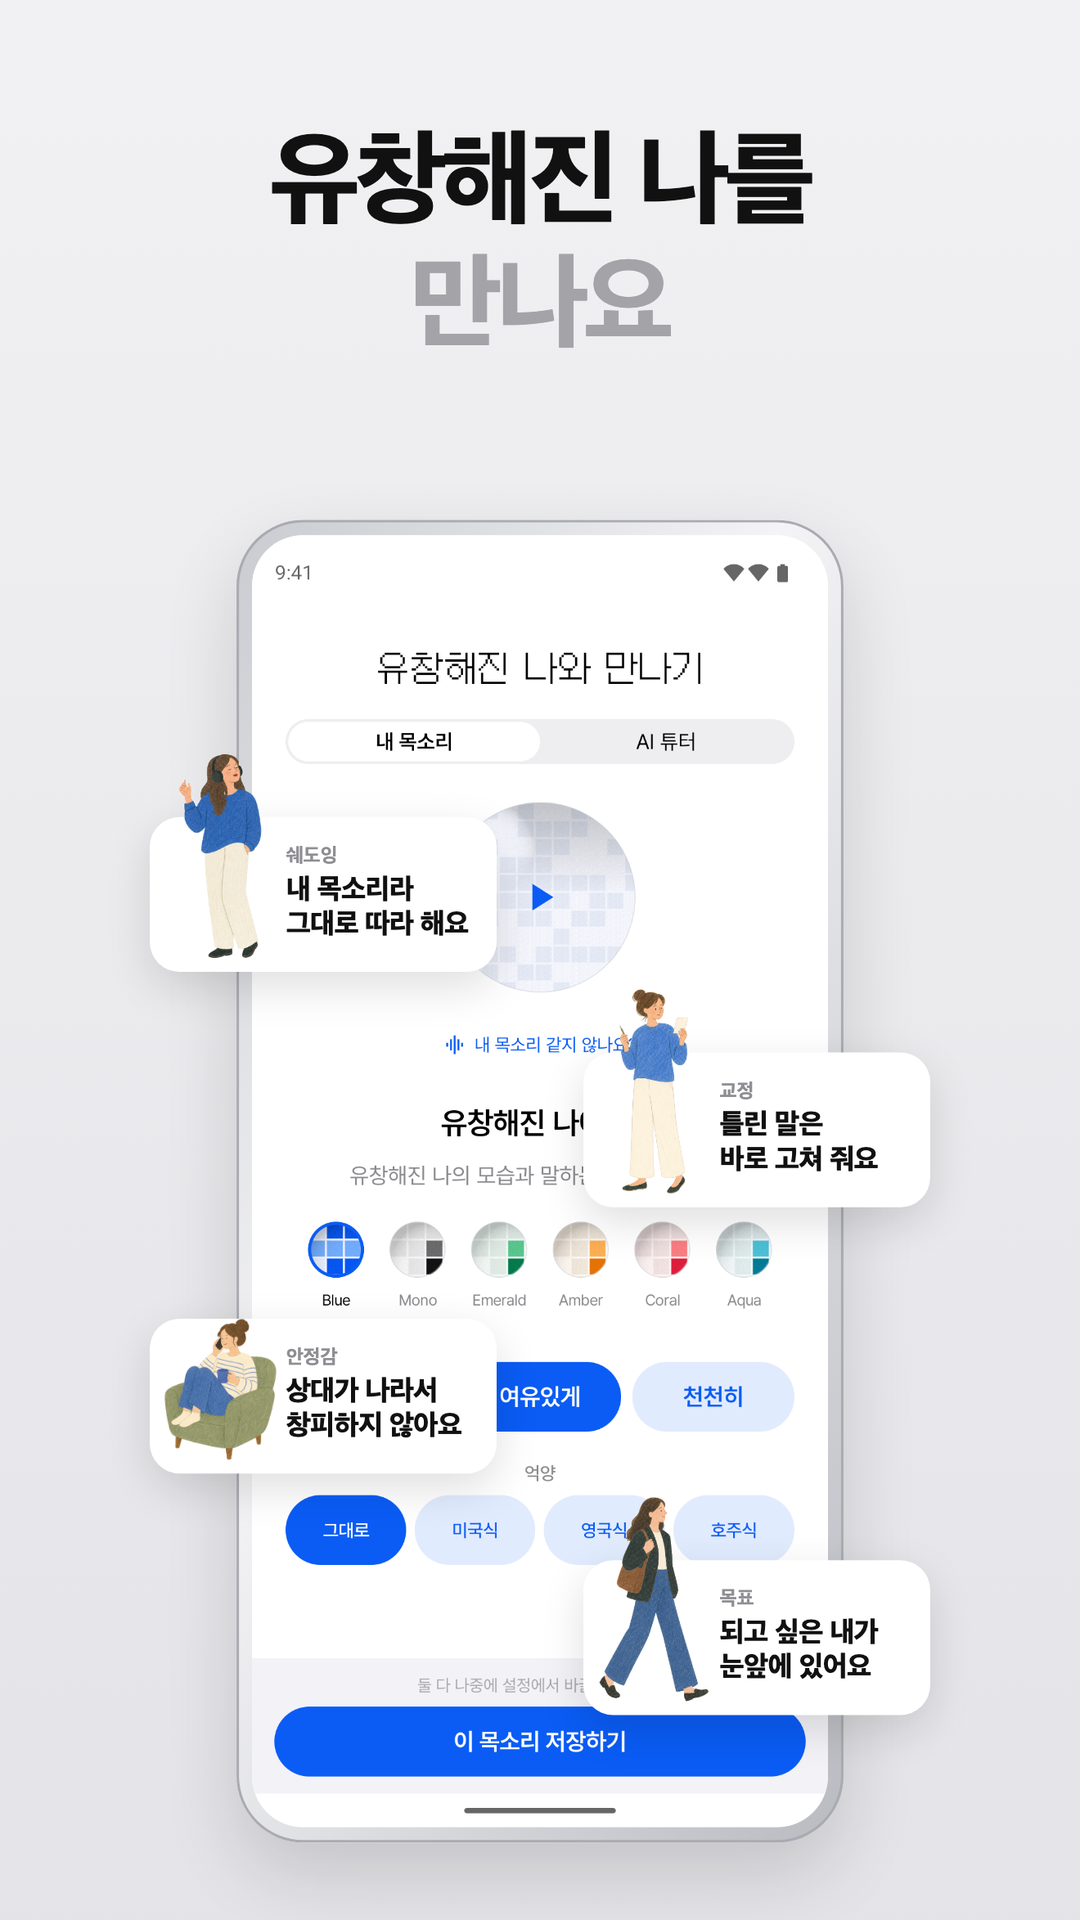 유창해진 나를
만나요
9:41
유창해진 나와 만나기
내 목소리
AI 튜터
쉐도잉
내 목소리라
그대로 따라 해요
내 목소리 같지 않나요
교정
틀린 말은
바로 고쳐 줘요
유창해진
유창해진 나의 모습과
Blue
Mono
Emerald
Amber
Coral
Aqua
안정감
상대가 나라서
창피하지 않아요
여유있게
천천히
억양
그대로
미국식
영국식
호주식
목표
되고 싶은 내가
눈앞에 있어요
둘 다 나중에 설정에서
이 목소리 저장하기